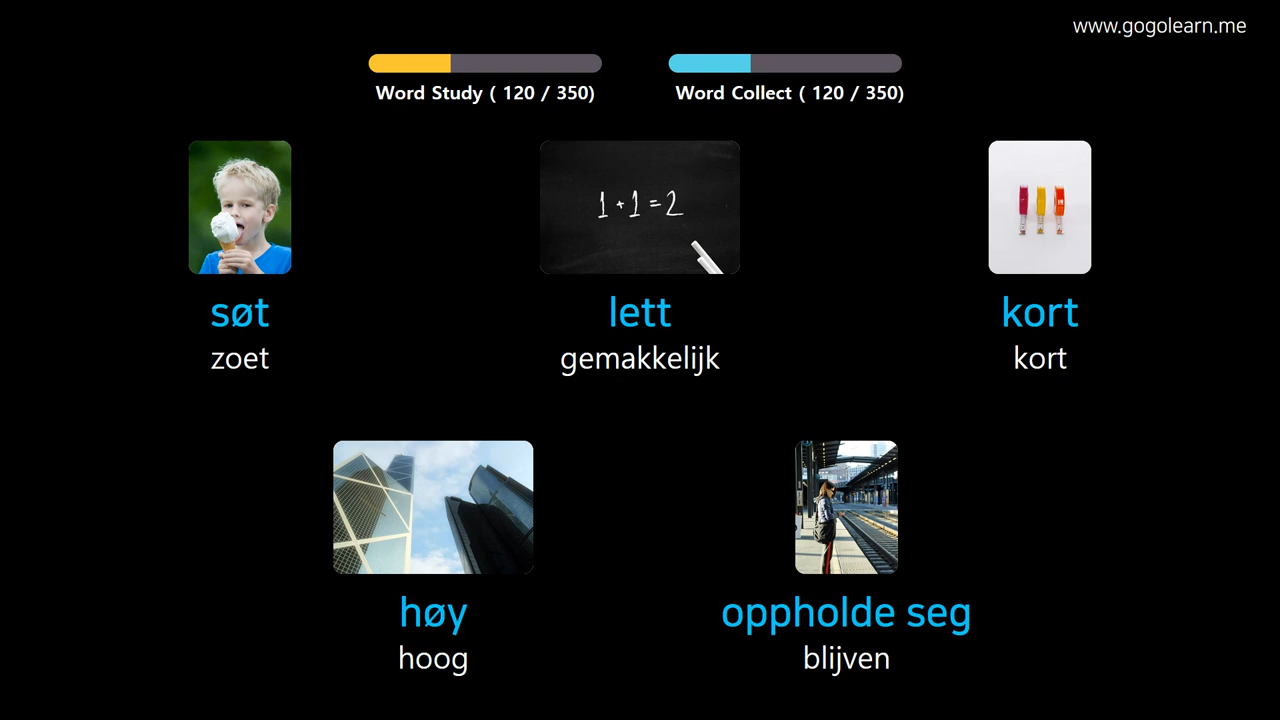 www.gogolearn.me
Word Study ( 120 / 350)
Word Collect ( 120 / 350)
1 + 1 = 2
søt
zoet
lett
gemakkelijk
kort
kort
høy
hoog
oppholde seg
blijven